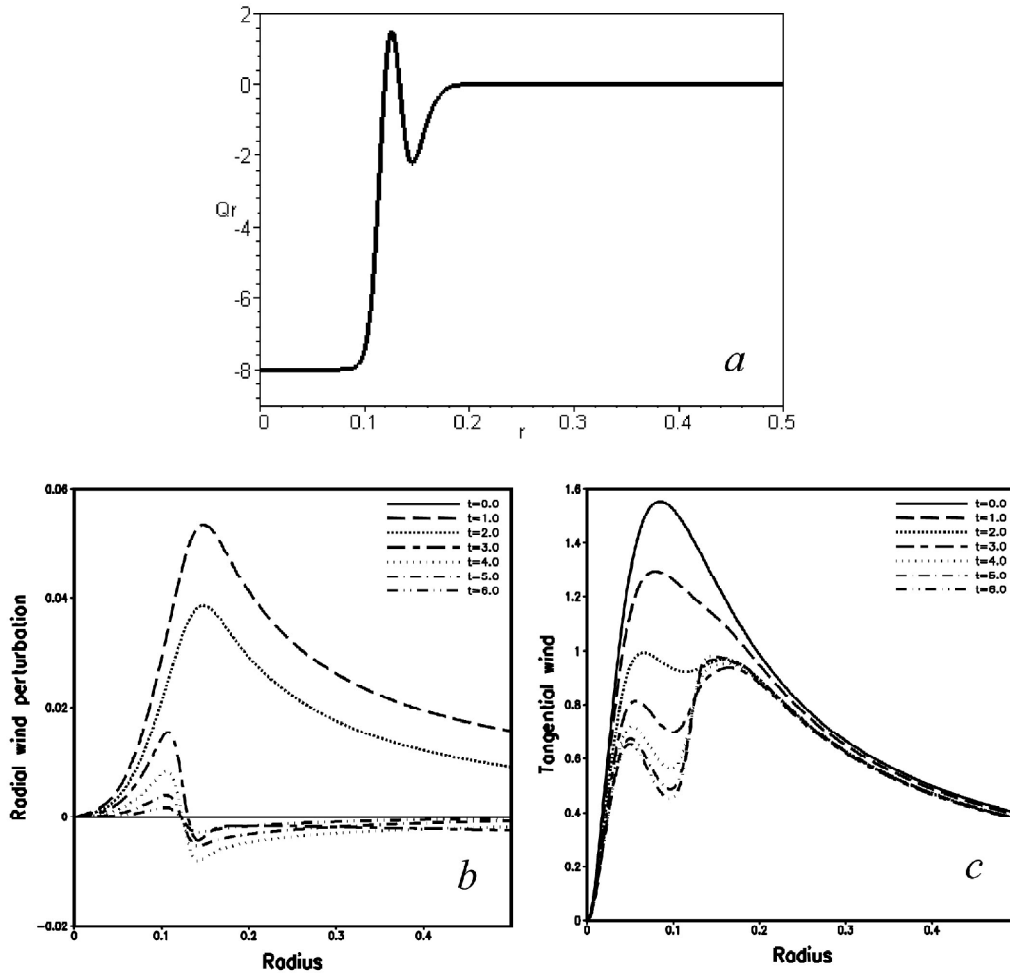 2
0
-2
Qr
-4
-6
-8
a
0
0.1
0.2
0.3
0.4
0.5
r
0.06
0.04
0.02
0
-0.02
Radial wind perturbation
t=0.0
t=1.0
t=2.0
t=3.0
t=4.0
t=5.0
t=6.0
b
0
0.1
0.2
0.3
0.4
Radius
1.6
1.4
1.2
1
0.8
0.6
0.4
0.2
0
Tangential wind
t=0.0
t=1.0
t=2.0
t=3.0
t=4.0
t=5.0
t=6.0
c
0
0.1
0.2
0.3
0.4
Radius